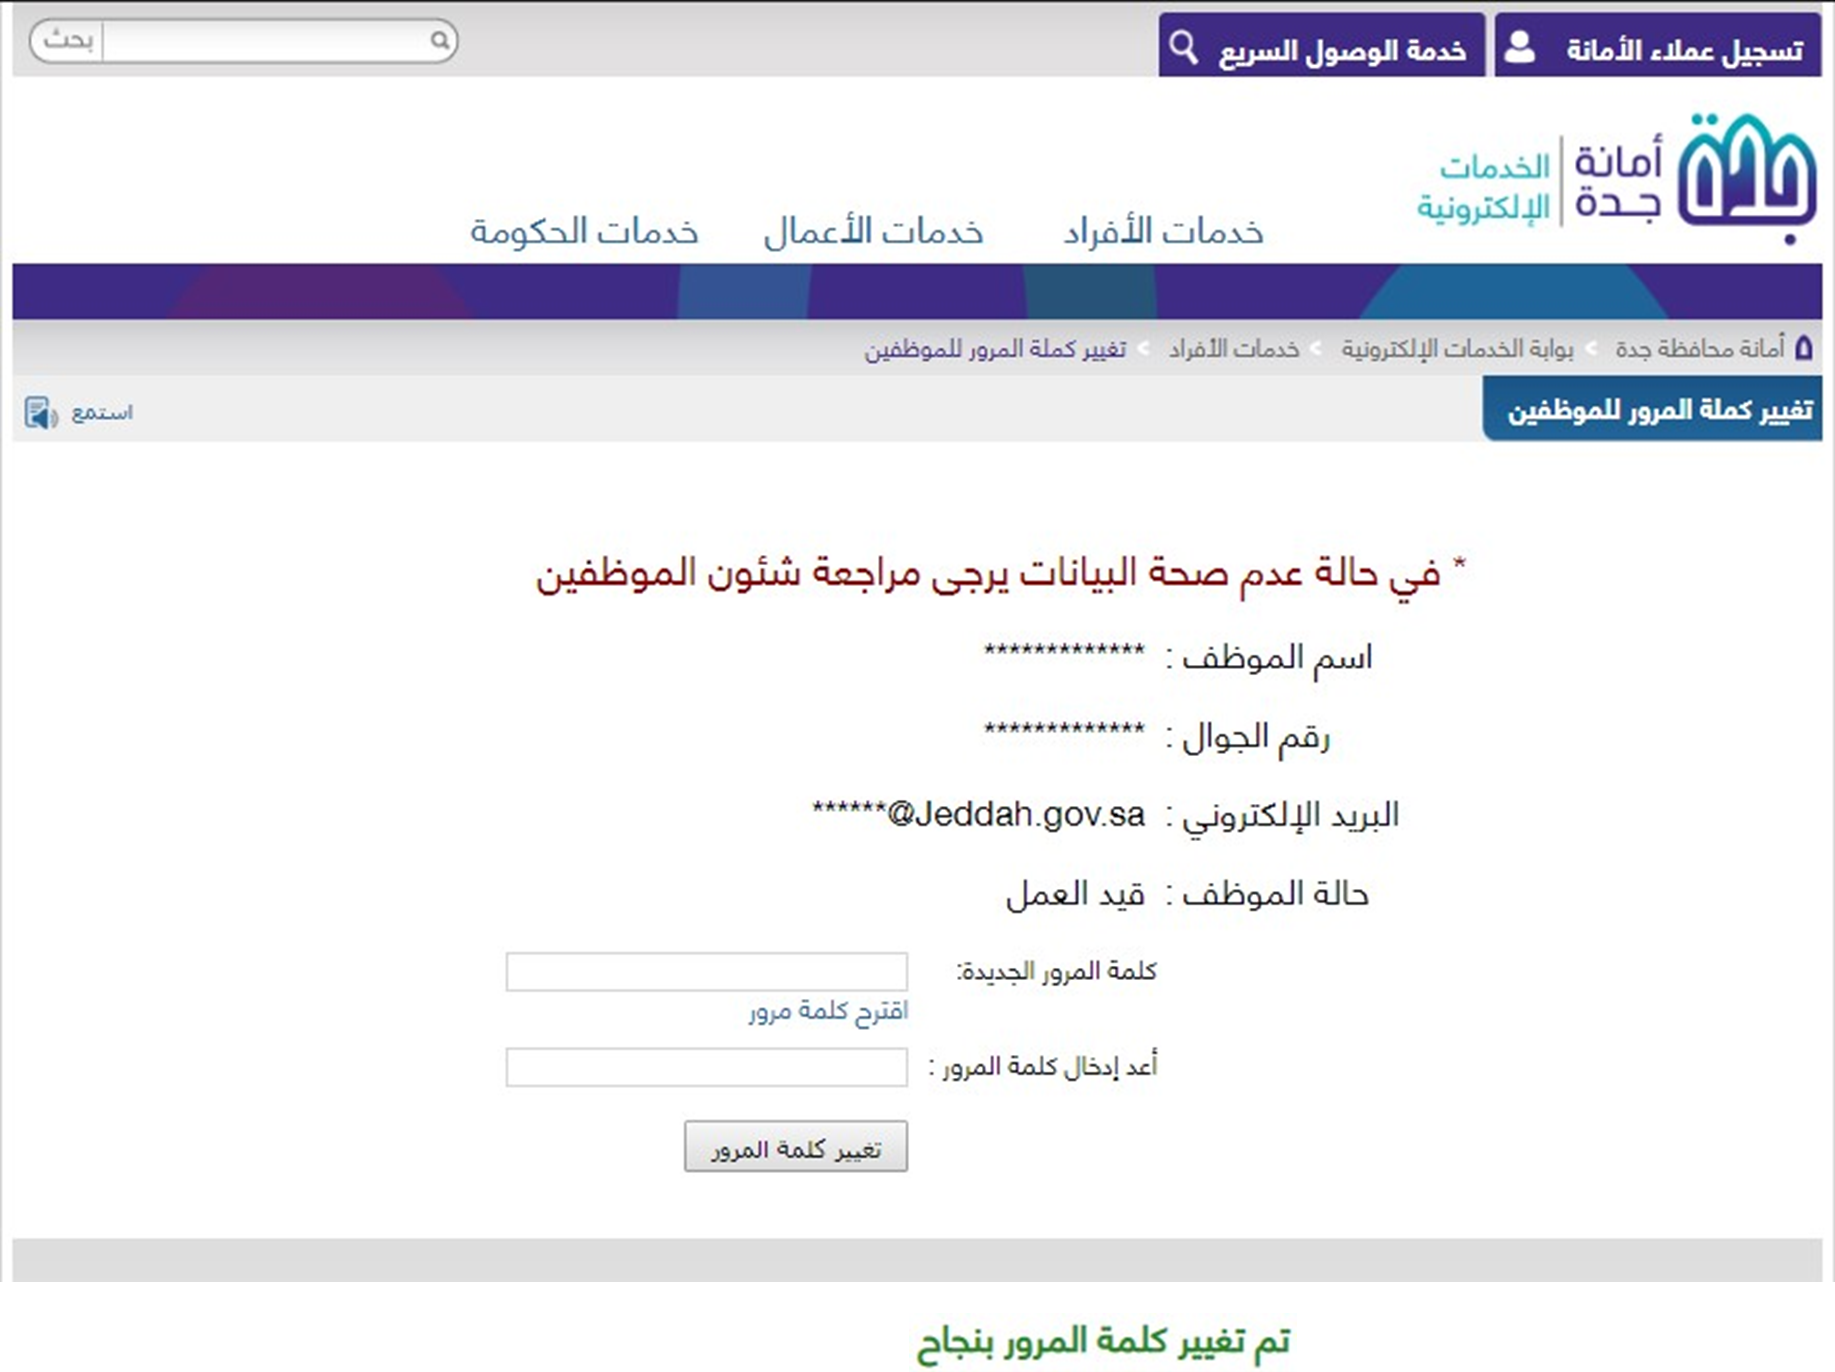 تسجيل عملاء الأمانة
خدمة الوصول السريع
بحث
جدة
أمانة جدة
الخدمات الإلكترونية
خدمات الأفراد
خدمات الأعمال
خدمات الحكومة
أمانة محافظة جدة > بوابة الخدمات الإلكترونية > خدمات الأفراد > تغيير كملة المرور للموظفين
تغيير كملة المرور للموظفين
استمع
* في حالة عدم صحة البيانات يرجى مراجعة شئون الموظفين
اسم الموظف : *************
رقم الجوال : *************
البريد الإلكتروني : ******@Jeddah.gov.sa
حالة الموظف : قيد العمل
كلمة المرور الجديدة:
اقترح كلمة مرور
أعد إدخال كلمة المرور :
تغيير كلمة المرور
تم تغيير كلمة المرور بنجاح